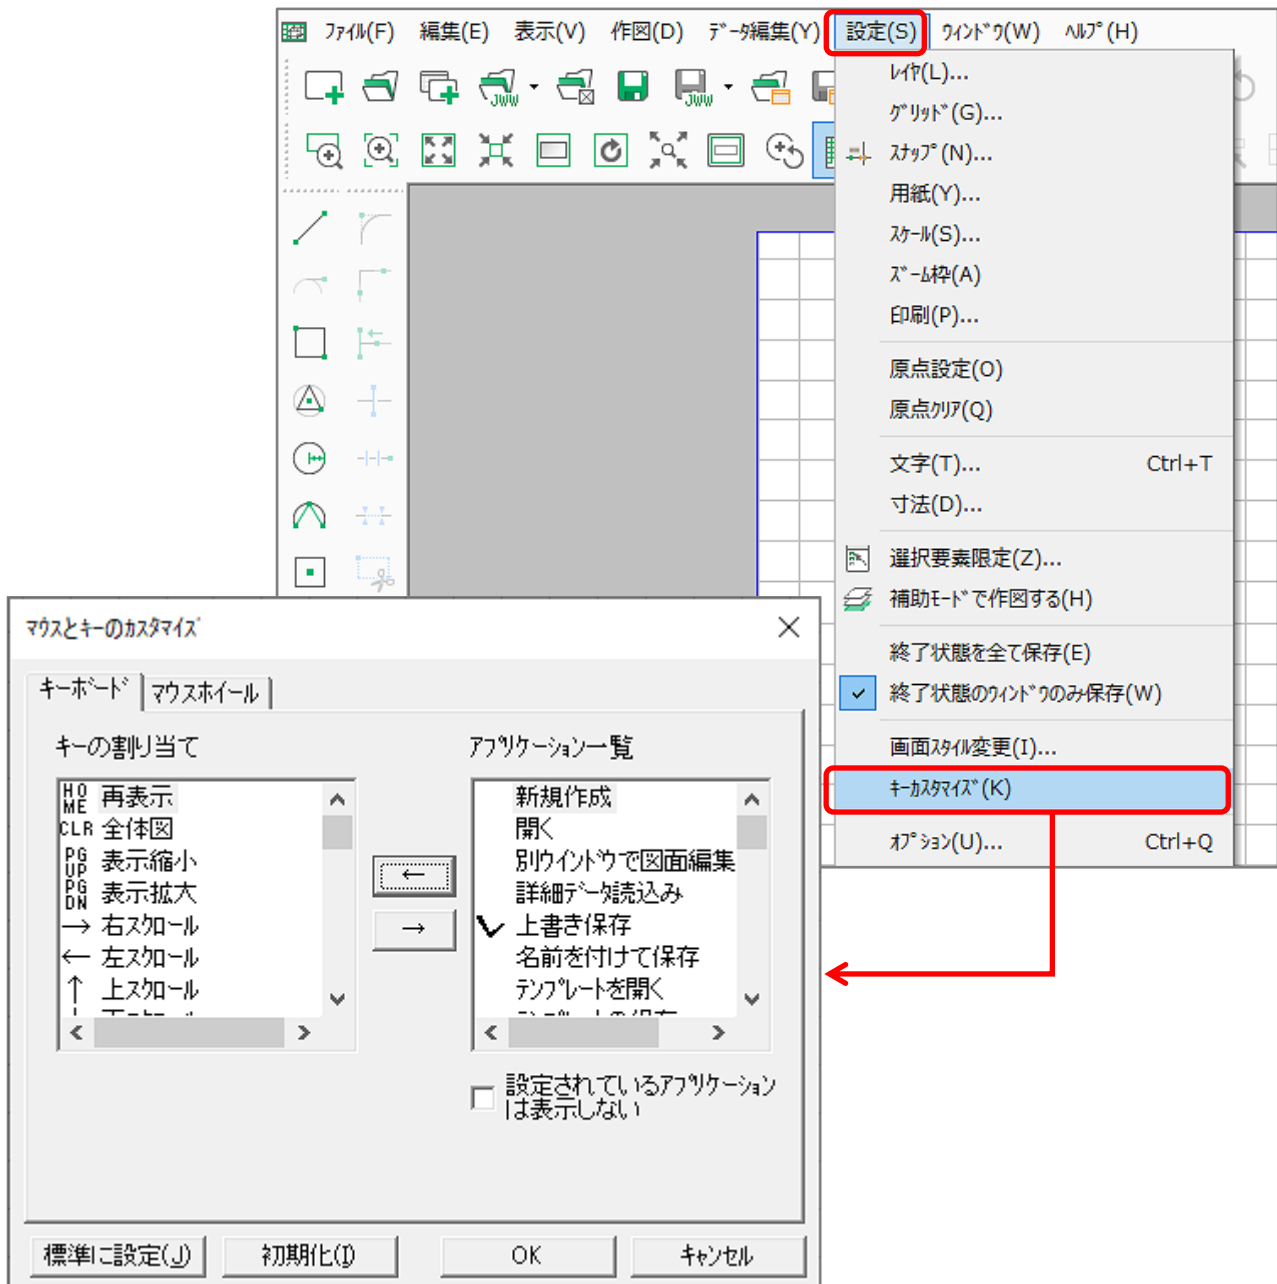 ﾌｧｲﾙ(F) 編集(E) 表示(V) 作図(D) ﾃﾞｰﾀ編集(Y) 設定(S) ｳｨﾝﾄﾞｳ(W) ﾍﾙﾌﾟ(H)
JWW JWW
ﾚｲﾔ(L)...
ｸﾞﾘｯﾄﾞ(G)...
ｽﾅｯﾌﾟ(N)...
用紙(Y)...
ｽｹｰﾙ(S)...
ｽﾞｰﾑ枠(A)
印刷(P)...
原点設定(O)
原点ｸﾘｱ(Q)
文字(T)... Ctrl+T
寸法(D)...
選択要素限定(Z)...
補助ﾓｰﾄﾞで作図する(H)
終了状態を全て保存(E)
終了状態のｳｨﾝﾄﾞｳのみ保存(W)
画面ｽﾀｲﾙ変更(I)...
ｷｰｶｽﾀﾏｲｽﾞ(K)
ｵﾌﾟｼｮﾝ(U)... Ctrl+Q
ﾏｳｽとｷｰのｶｽﾀﾏｲｽﾞ
キーボード マウスホイール
キーの割り当て
HOME 再表示
CLR 全体図
PGUP 表示縮小
PGDN 表示拡大
→ 右ｽｸﾛｰﾙ
← 左ｽｸﾛｰﾙ
↑ 上ｽｸﾛｰﾙ
←
→
アプリケーション一覧
新規作成
開く
別ウインドウで図面編集
詳細データ読込み
上書き保存
名前を付けて保存
テンプレートを開く
設定されているアプリケーション
は表示しない
標準に設定(J) 初期化(I) OK キャンセル